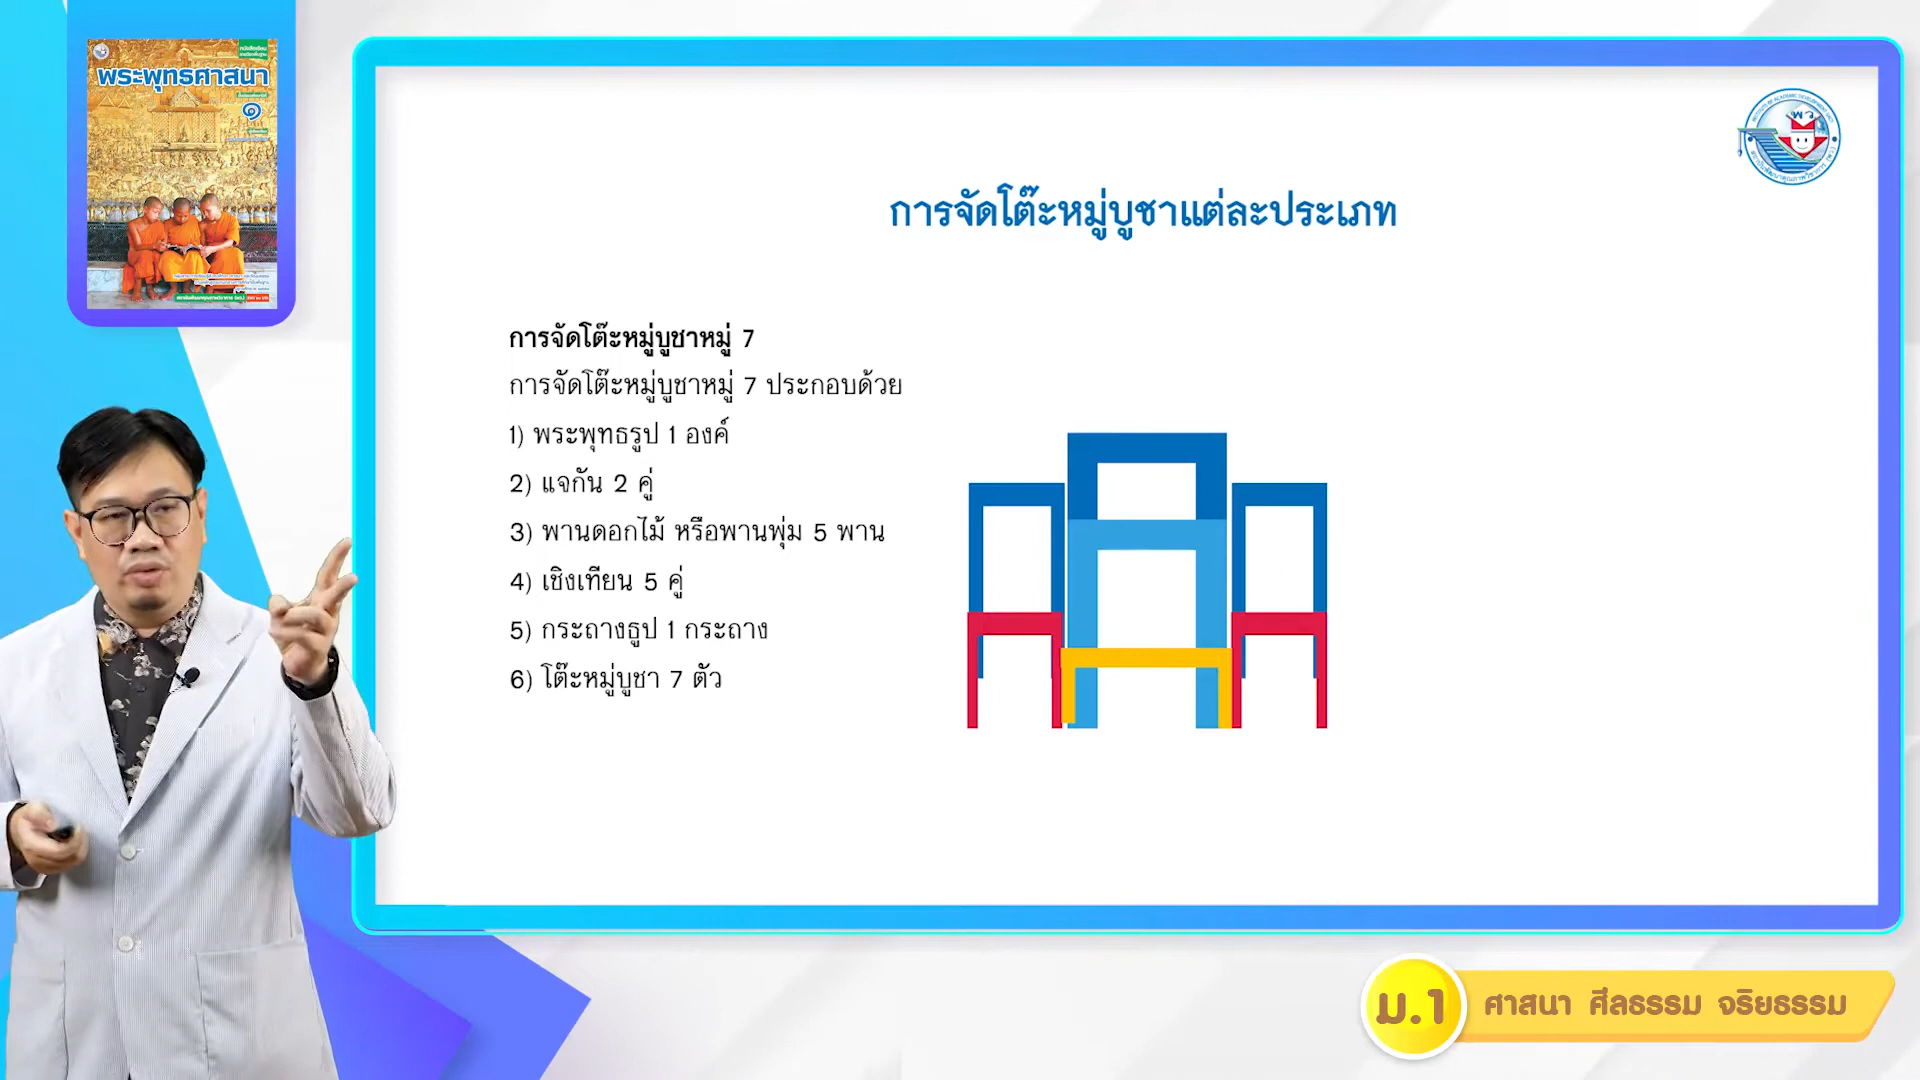 พระพุทธศาสนา
๑
การจัดโต๊ะหมู่บูชาแต่ละประเภท
การจัดโต๊ะหมู่บูชาหมู่ 7
การจัดโต๊ะหมู่บูชาหมู่ 7 ประกอบด้วย
1) พระพุทธรูป 1 องค์
2) แจกัน 2 คู่
3) พานดอกไม้ หรือพานพุ่ม 5 พาน
4) เชิงเทียน 5 คู่
5) กระถางธูป 1 กระถาง
6) โต๊ะหมู่บูชา 7 ตัว
พว
ม.1
ศาสนา ศีลธรรม จริยธรรม